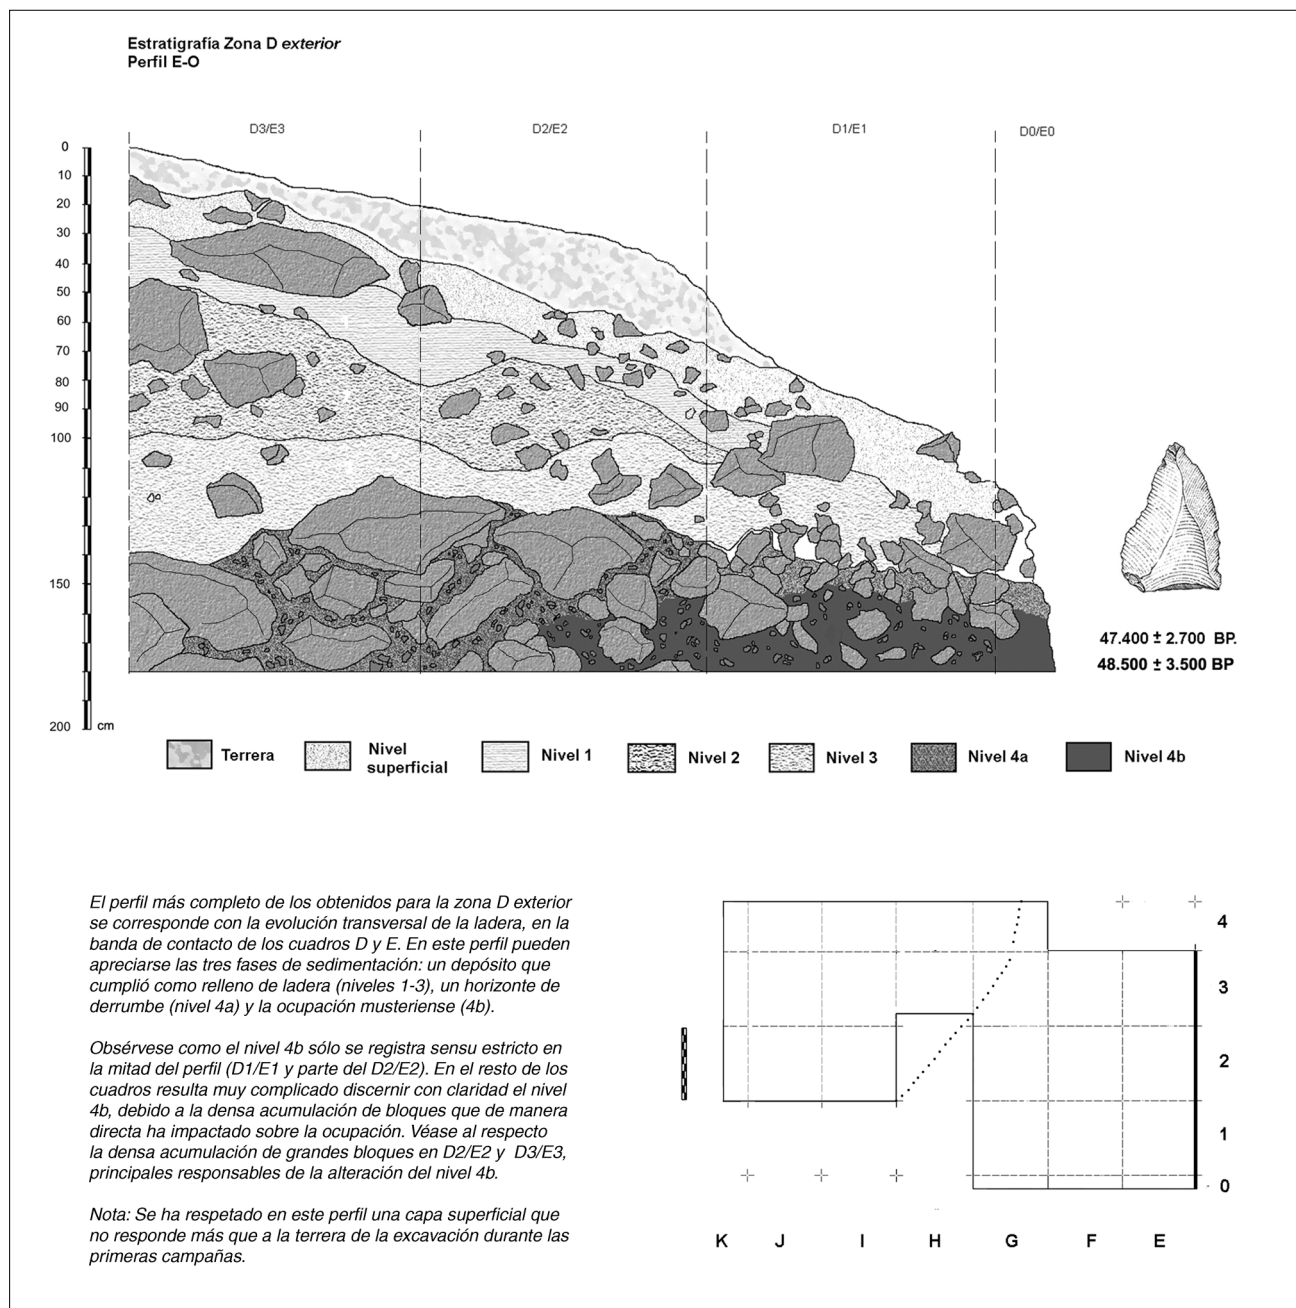 Estratigrafía Zona D exterior
Perfil E-O
D3/E3
D2/E2
D1/E1
D0/E0
0
10
20
30
40
50
60
70
80
90
100
150
200 cm
47.400 ± 2.700 BP.
48.500 ± 3.500 BP
Terrera
Nivel
superficial
Nivel 1
Nivel 2
Nivel 3
Nivel 4a
Nivel 4b
El perfil más completo de los obtenidos para la zona D exterior
se corresponde con la evolución transversal de la ladera, en la
banda de contacto de los cuadros D y E. En este perfil pueden
apreciarse las tres fases de sedimentación: un depósito que
cumplió como relleno de ladera (niveles 1-3), un horizonte de
derrumbe (nivel 4a) y la ocupación musteriense (4b).
Obsérvese como el nivel 4b sólo se registra sensu estricto en
la mitad del perfil (D1/E1 y parte del D2/E2). En el resto de los
cuadros resulta muy complicado discernir con claridad el nivel
4b, debido a la densa acumulación de bloques que de manera
directa ha impactado sobre la ocupación. Véase al respecto
la densa acumulación de grandes bloques en D2/E2 y D3/E3,
principales responsables de la alteración del nivel 4b.
Nota: Se ha respetado en este perfil una capa superficial que
no responde más que a la terrera de la excavación durante las
primeras campañas.
4
3
2
1
0
K J I H G F E